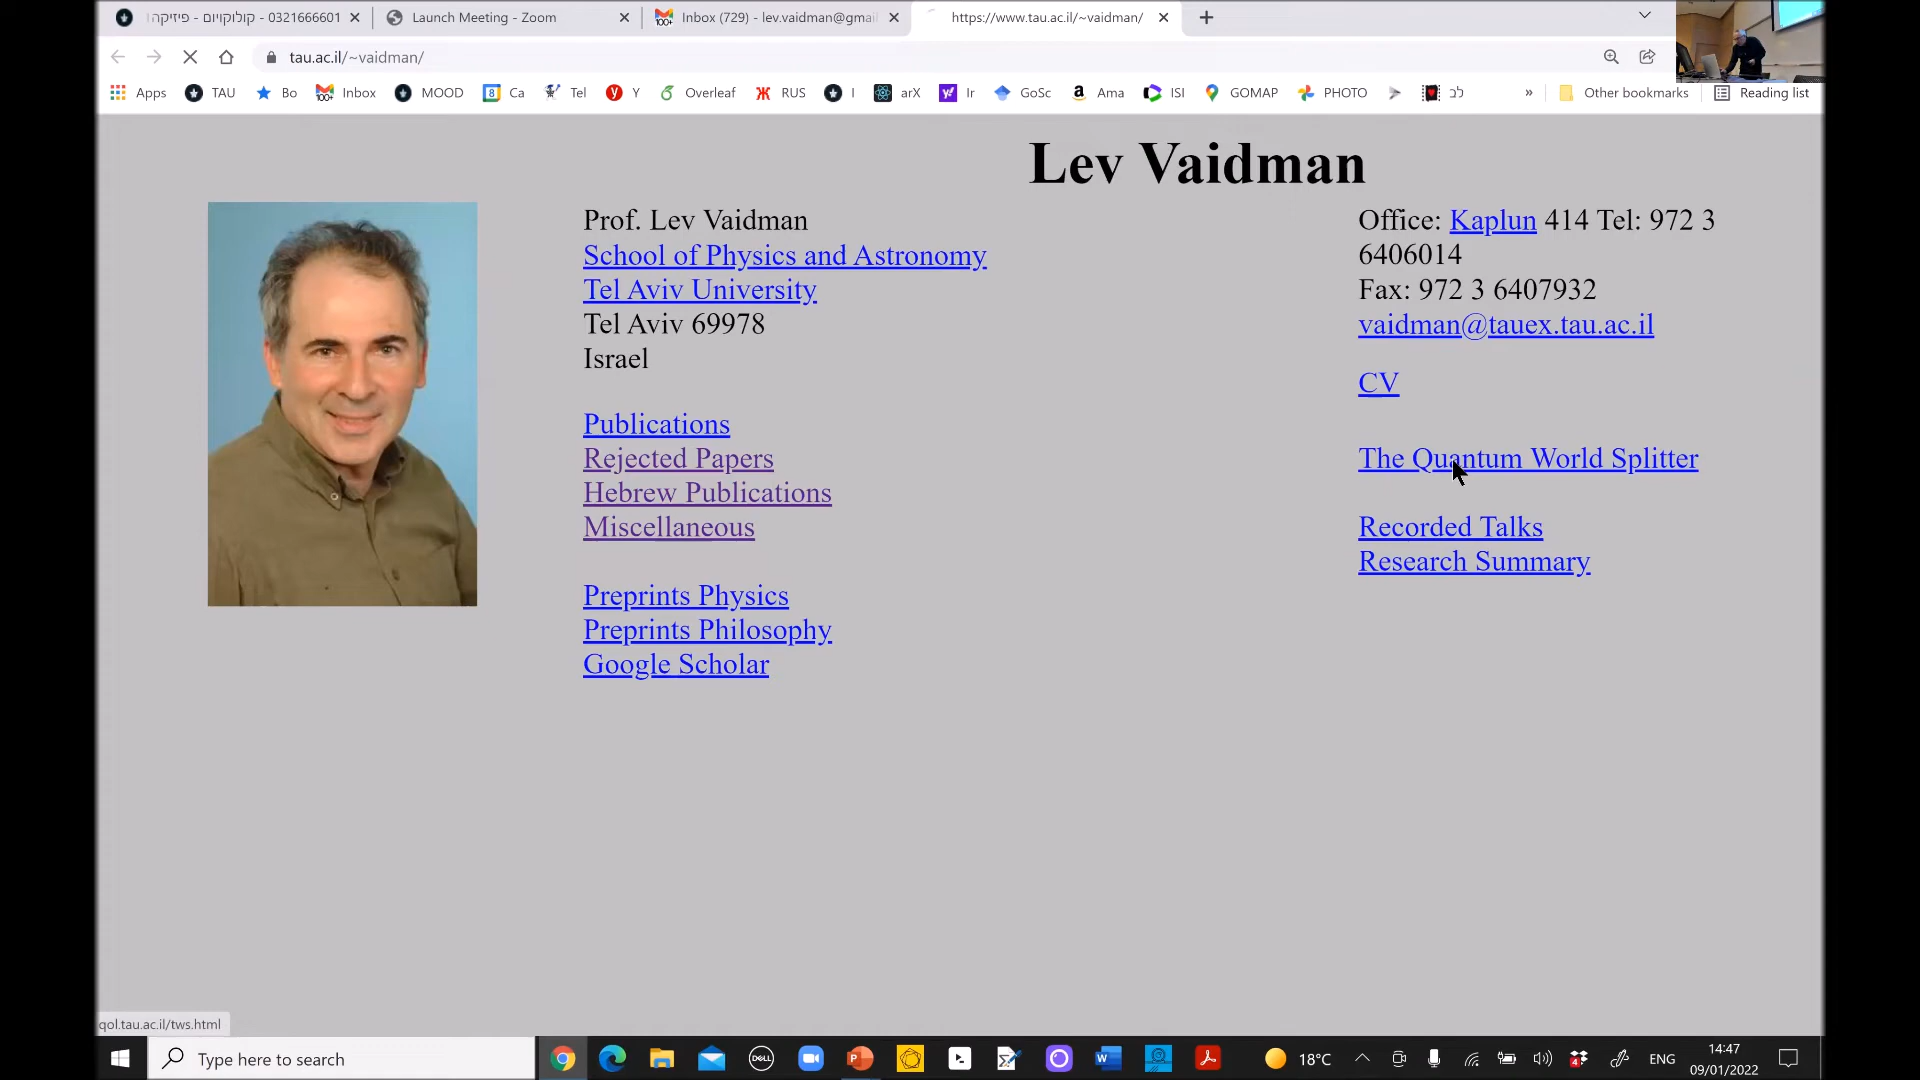 קולוקויום - 0321666601 - פיזיקה
Launch Meeting - Zoom
Inbox (729) - lev.vaidman@gmai
https://www.tau.ac.il/~vaidman/
tau.ac.il/~vaidman/
Apps TAU Bo Inbox MOOD Ca Tel Y Overleaf RUS I arX Ir GoSc Ama ISI GOMAP PHOTO לב » Other bookmarks Reading list
Lev Vaidman
Prof. Lev Vaidman
School of Physics and Astronomy
Tel Aviv University
Tel Aviv 69978
Israel
Publications
Rejected Papers
Hebrew Publications
Miscellaneous
Preprints Physics
Preprints Philosophy
Google Scholar
Office: Kaplun 414 Tel: 972 3
6406014
Fax: 972 3 6407932
vaidman@tauex.tau.ac.il
CV
The Quantum World Splitter
Recorded Talks
Research Summary
qol.tau.ac.il/tws.html
Type here to search
18°C
ENG
14:47
09/01/2022